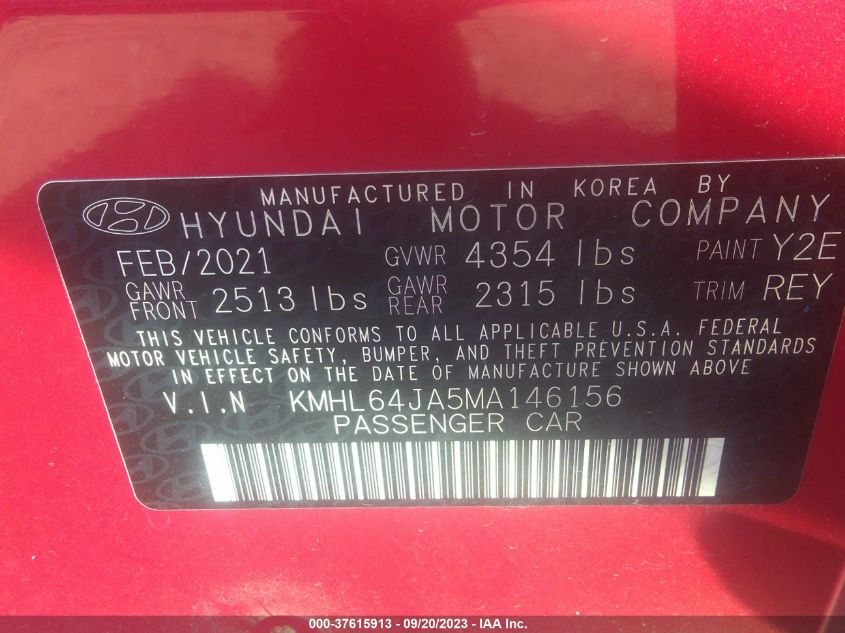 MANUFACTURED IN KOREA BY
HYUNDAI MOTOR COMPANY
FEB/2021 GVWR 4354 lbs PAINT Y2E
GAWR FRONT 2513 lbs GAWR REAR 2315 lbs TRIM REY
THIS VEHICLE CONFORMS TO ALL APPLICABLE U.S.A. FEDERAL
MOTOR VEHICLE SAFETY, BUMPER, AND THEFT PREVENTION STANDARDS
IN EFFECT ON THE DATE OF MANUFACTURE SHOWN ABOVE
V.I.N KMHL64JA5MA146156
PASSENGER CAR
000-37615913 - 09/20/2023 - IAA Inc.